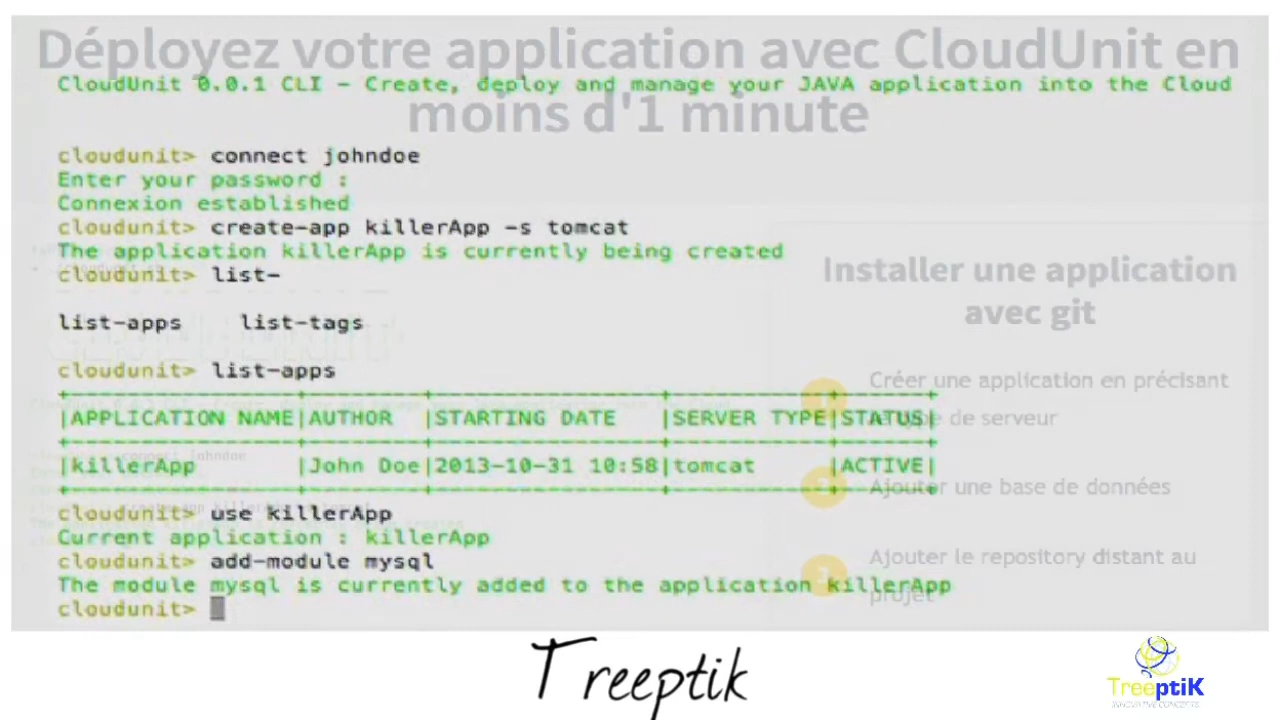 Déployez votre application avec CloudUnit en
moins d'1 minute
CloudUnit 0.0.1 CLI - Create, deploy and manage your JAVA application into the Cloud
cloudunit> connect johndoe
Enter your password :
Connexion established
cloudunit> create-app killerApp -s tomcat
The application killerApp is currently being created
cloudunit> list-
list-apps list-tags
cloudunit> list-apps
|APPLICATION NAME|AUTHOR |STARTING DATE |SERVER TYPE|STATUS|
|killerApp |John Doe|2013-10-31 10:58|tomcat |ACTIVE|
cloudunit> use killerApp
Current application : killerApp
cloudunit> add-module mysql
The module mysql is currently added to the application killerApp
cloudunit>
Installer une application
avec git
1 Créer une application en précisant
type de serveur
2 Ajouter une base de données
3 Ajouter le repository distant au
projet
Treeptik
TreeptiK
INNOVATIVE CONCEPTS